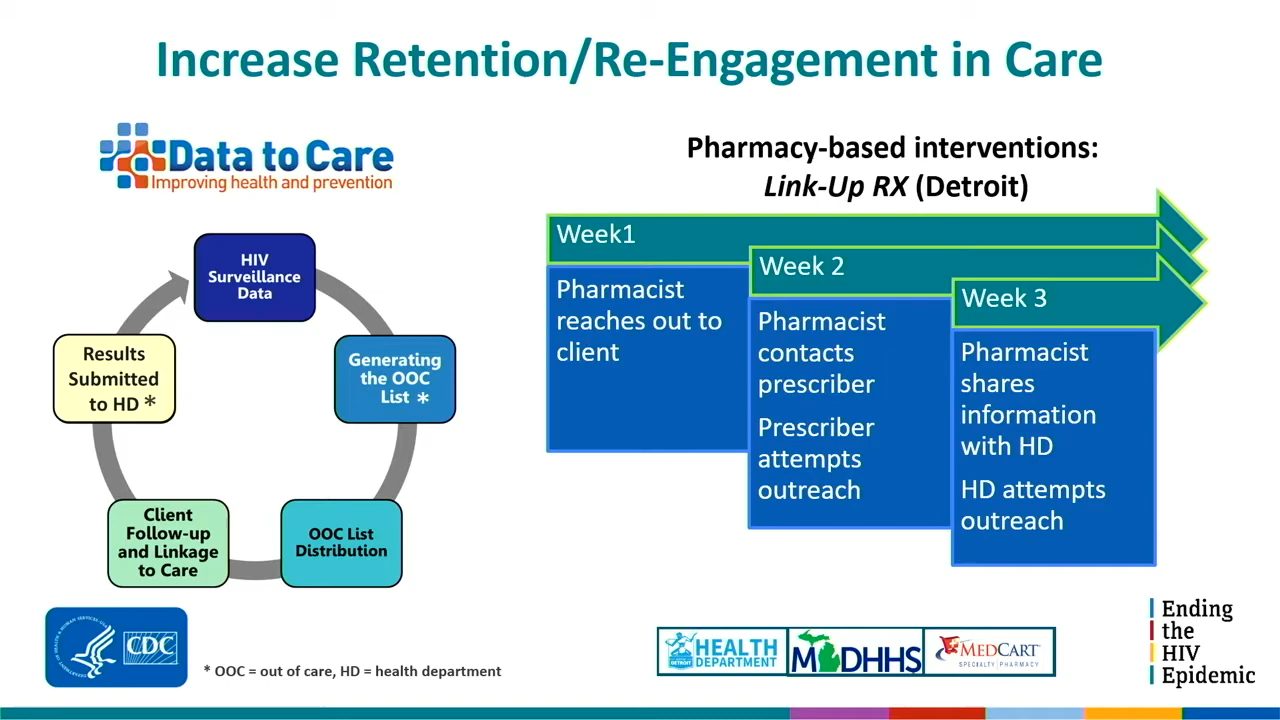 Increase Retention/Re-Engagement in Care
Data to Care
Improving health and prevention
HIV
Surveillance
Data
Generating
the OOC
List *
OOC List
Distribution
Client
Follow-up
and Linkage
to Care
Results
Submitted
to HD *
Pharmacy-based interventions:
Link-Up RX (Detroit)
Week1
Pharmacist
reaches out to
client
Week 2
Pharmacist
contacts
prescriber
Prescriber
attempts
outreach
Week 3
Pharmacist
shares
information
with HD
HD attempts
outreach
CDC
* OOC = out of care, HD = health department
DETROIT
HEALTH
DEPARTMENT
MDHHS
MEDCART
SPECIALTY PHARMACY
Ending
the
HIV
Epidemic